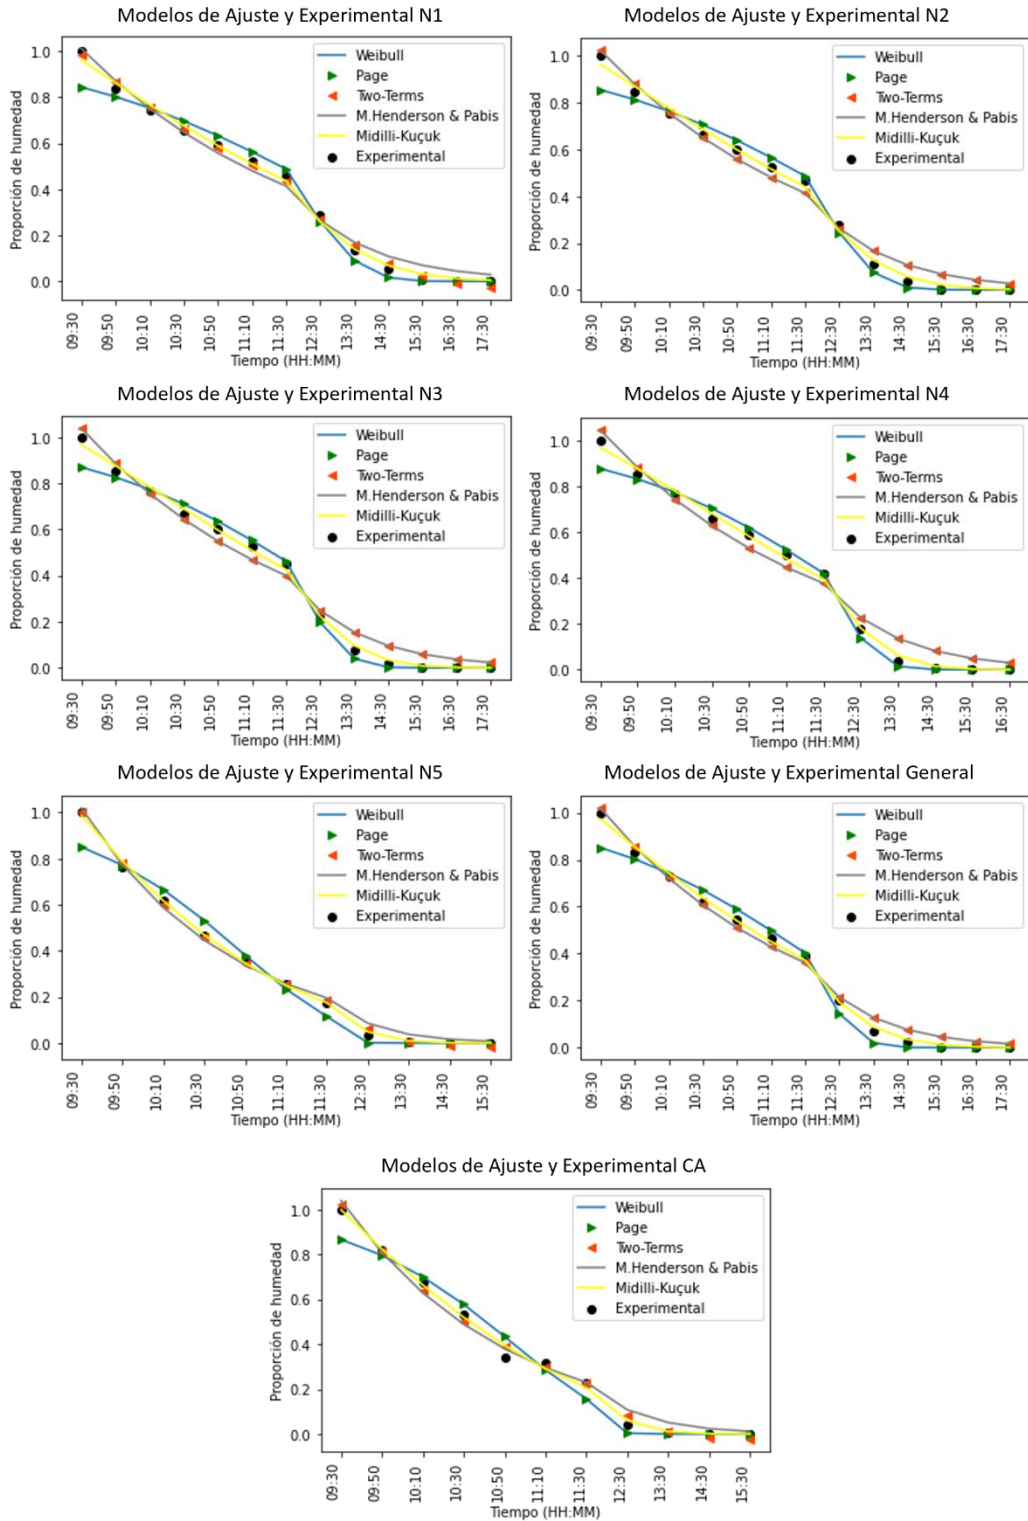 Modelos de Ajuste y Experimental N1
Weibull
Page
Two-Terms
M.Henderson & Pabis
Midilli-Kuçuk
Experimental
Proporción de humedad
1.0
0.8
0.6
0.4
0.2
0.0
09:30
09:50
10:10
10:30
10:50
11:10
11:30
12:30
13:30
14:30
15:30
16:30
17:30
Tiempo (HH:MM)
Modelos de Ajuste y Experimental N2
Weibull
Page
Two-Terms
M.Henderson & Pabis
Midilli-Kuçuk
Experimental
Proporción de humedad
1.0
0.8
0.6
0.4
0.2
0.0
09:30
09:50
10:10
10:30
10:50
11:10
11:30
12:30
13:30
14:30
15:30
16:30
17:30
Tiempo (HH:MM)
Modelos de Ajuste y Experimental N3
Weibull
Page
Two-Terms
M.Henderson & Pabis
Midilli-Kuçuk
Experimental
Proporción de humedad
1.0
0.8
0.6
0.4
0.2
0.0
09:30
09:50
10:10
10:30
10:50
11:10
11:30
12:30
13:30
14:30
15:30
16:30
17:30
Tiempo (HH:MM)
Modelos de Ajuste y Experimental N4
Weibull
Page
Two-Terms
M.Henderson & Pabis
Midilli-Kuçuk
Experimental
Proporción de humedad
1.0
0.8
0.6
0.4
0.2
0.0
09:30
09:50
10:10
10:30
10:50
11:10
11:30
12:30
13:30
14:30
15:30
16:30
Tiempo (HH:MM)
Modelos de Ajuste y Experimental N5
Weibull
Page
Two-Terms
M.Henderson & Pabis
Midilli-Kuçuk
Experimental
Proporción de humedad
1.0
0.8
0.6
0.4
0.2
0.0
09:30
09:50
10:10
10:30
10:50
11:10
11:30
12:30
13:30
14:30
15:30
Tiempo (HH:MM)
Modelos de Ajuste y Experimental General
Weibull
Page
Two-Terms
M.Henderson & Pabis
Midilli-Kuçuk
Experimental
Proporción de humedad
1.0
0.8
0.6
0.4
0.2
0.0
09:30
09:50
10:10
10:30
10:50
11:10
11:30
12:30
13:30
14:30
15:30
16:30
17:30
Tiempo (HH:MM)
Modelos de Ajuste y Experimental CA
Weibull
Page
Two-Terms
M.Henderson & Pabis
Midilli-Kuçuk
Experimental
Proporción de humedad
1.0
0.8
0.6
0.4
0.2
0.0
09:30
09:50
10:10
10:30
10:50
11:10
11:30
12:30
13:30
14:30
15:30
Tiempo (HH:MM)